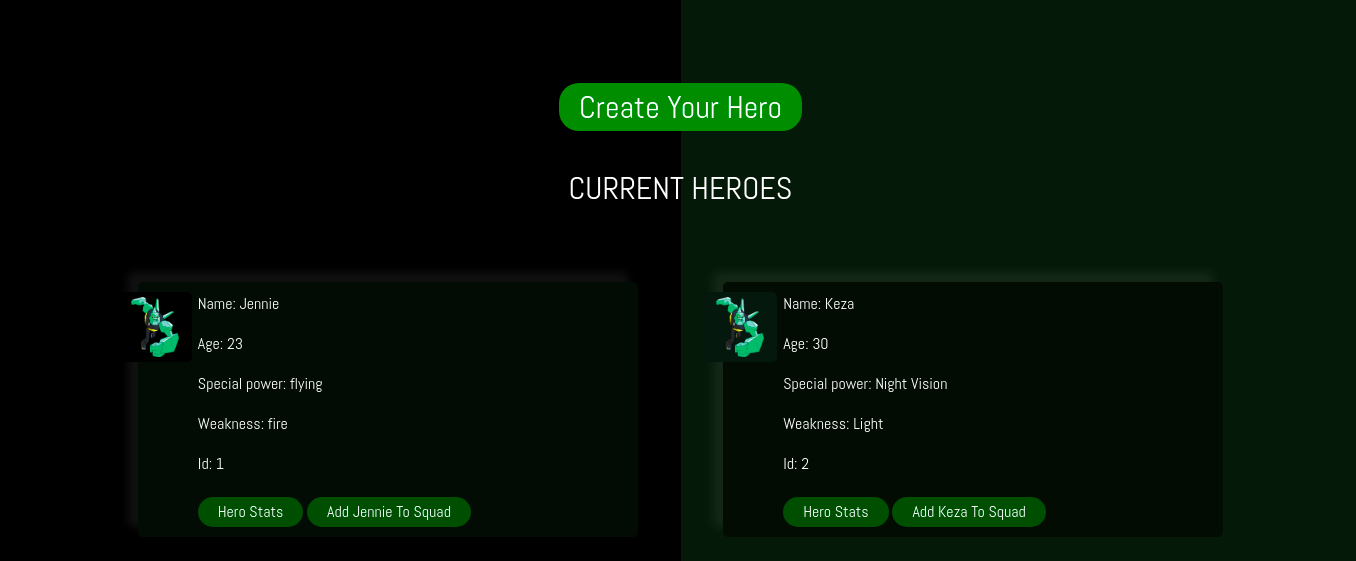 Create Your Hero
CURRENT HEROES
Name: Jennie
Age: 23
Special power: flying
Weakness: fire
Id: 1
Hero Stats
Add Jennie To Squad
Name: Keza
Age: 30
Special power: Night Vision
Weakness: Light
Id: 2
Hero Stats
Add Keza To Squad